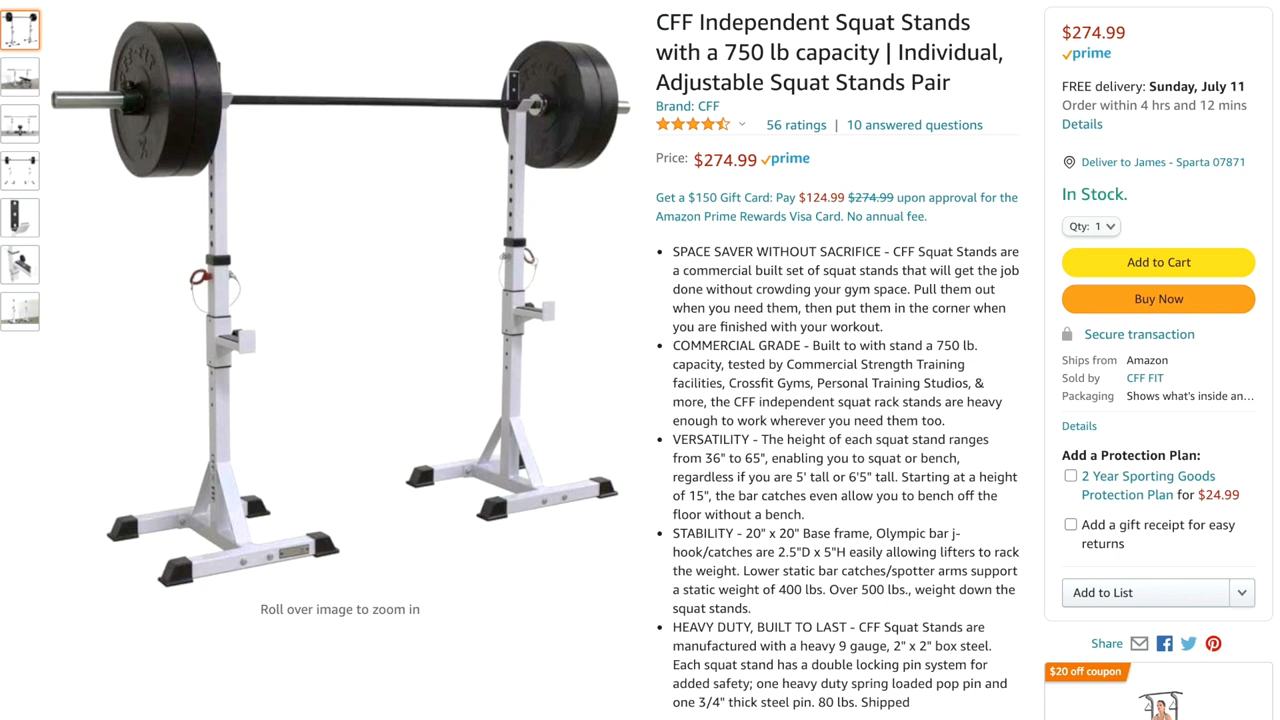 CFF Independent Squat Stands
with a 750 lb capacity | Individual,
Adjustable Squat Stands Pair
Brand: CFF
56 ratings | 10 answered questions
Price: $274.99 prime
Get a $150 Gift Card: Pay $124.99 $274.99 upon approval for the
Amazon Prime Rewards Visa Card. No annual fee.
• SPACE SAVER WITHOUT SACRIFICE - CFF Squat Stands are
a commercial built set of squat stands that will get the job
done without crowding your gym space. Pull them out
when you need them, then put them in the corner when
you are finished with your workout.
• COMMERCIAL GRADE - Built to with stand a 750 lb.
capacity, tested by Commercial Strength Training
facilities, Crossfit Gyms, Personal Training Studios, &
more, the CFF independent squat rack stands are heavy
enough to work wherever you need them too.
• VERSATILITY - The height of each squat stand ranges
from 36" to 65", enabling you to squat or bench,
regardless if you are 5' tall or 6'5" tall. Starting at a height
of 15", the bar catches even allow you to bench off the
floor without a bench.
• STABILITY - 20" x 20" Base frame, Olympic bar j-
hook/catches are 2.5"D x 5"H easily allowing lifters to rack
the weight. Lower static bar catches/spotter arms support
a static weight of 400 lbs. Over 500 lbs., weight down the
squat stands.
• HEAVY DUTY, BUILT TO LAST - CFF Squat Stands are
manufactured with a heavy 9 gauge, 2" x 2" box steel.
Each squat stand has a double locking pin system for
added safety; one heavy duty spring loaded pop pin and
one 3/4" thick steel pin. 80 lbs. Shipped
Roll over image to zoom in
$274.99
prime
FREE delivery: Sunday, July 11
Order within 4 hrs and 12 mins
Details
Deliver to James - Sparta 07871
In Stock.
Qty: 1
Add to Cart
Buy Now
Secure transaction
Ships from Amazon
Sold by CFF FIT
Packaging Shows what's inside an…
Details
Add a Protection Plan:
2 Year Sporting Goods
Protection Plan for $24.99
Add a gift receipt for easy
returns
Add to List
Share
$20 off coupon